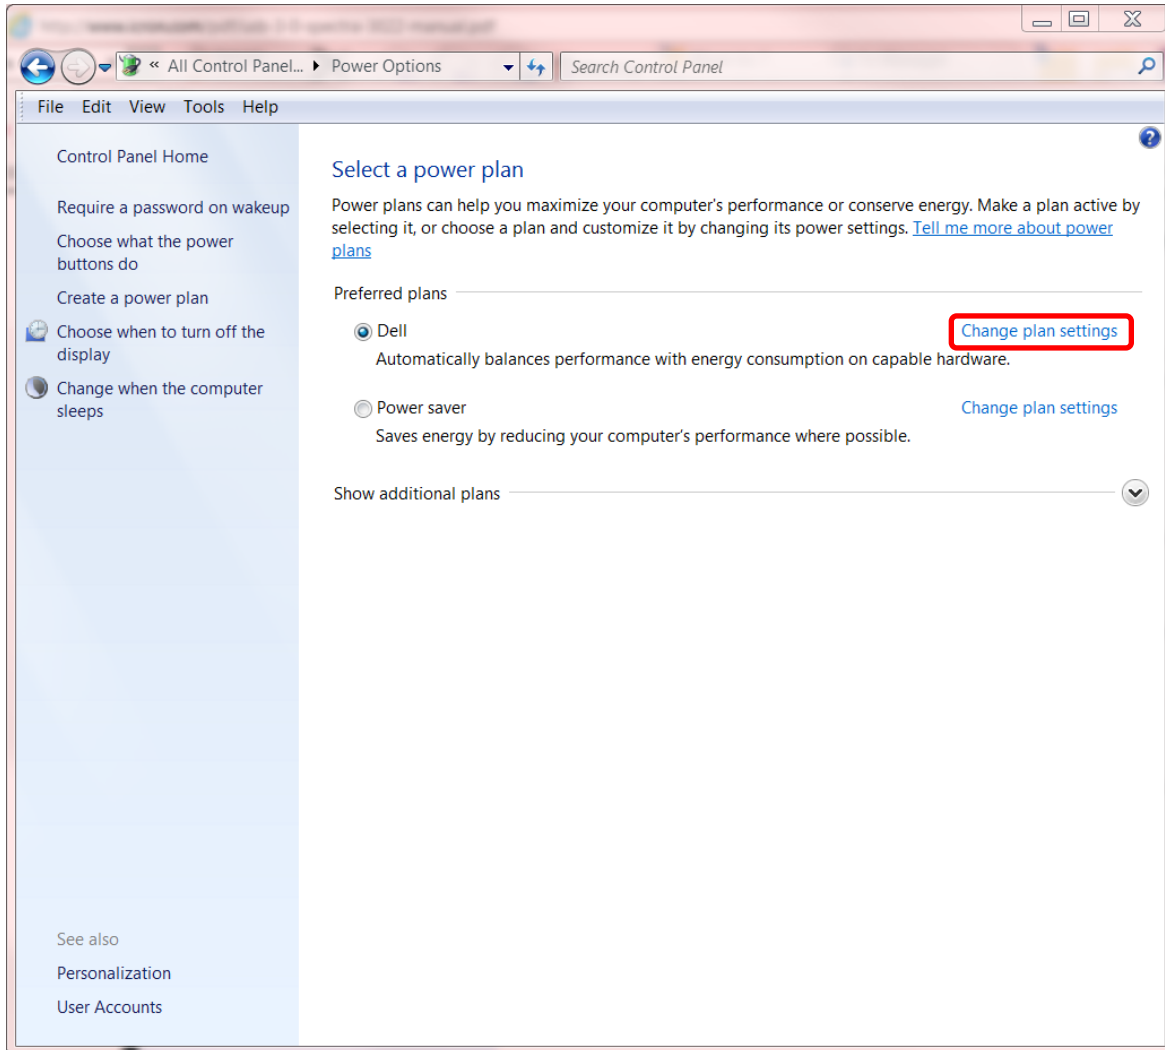 « All Control Panel... ▸ Power Options
Search Control Panel
File Edit View Tools Help
Control Panel Home
Require a password on wakeup
Choose what the power
buttons do
Create a power plan
Choose when to turn off the
display
Change when the computer
sleeps
See also
Personalization
User Accounts
Select a power plan
Power plans can help you maximize your computer's performance or conserve energy. Make a plan active by
selecting it, or choose a plan and customize it by changing its power settings. Tell me more about power
plans
Preferred plans
Dell Change plan settings
Automatically balances performance with energy consumption on capable hardware.
Power saver Change plan settings
Saves energy by reducing your computer's performance where possible.
Show additional plans